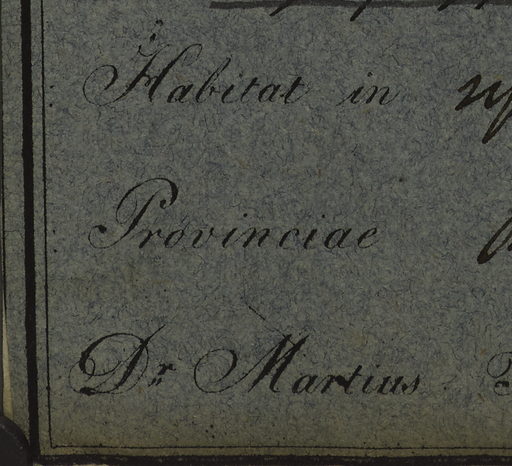 Habitat in
Provinciae
Dr Martius